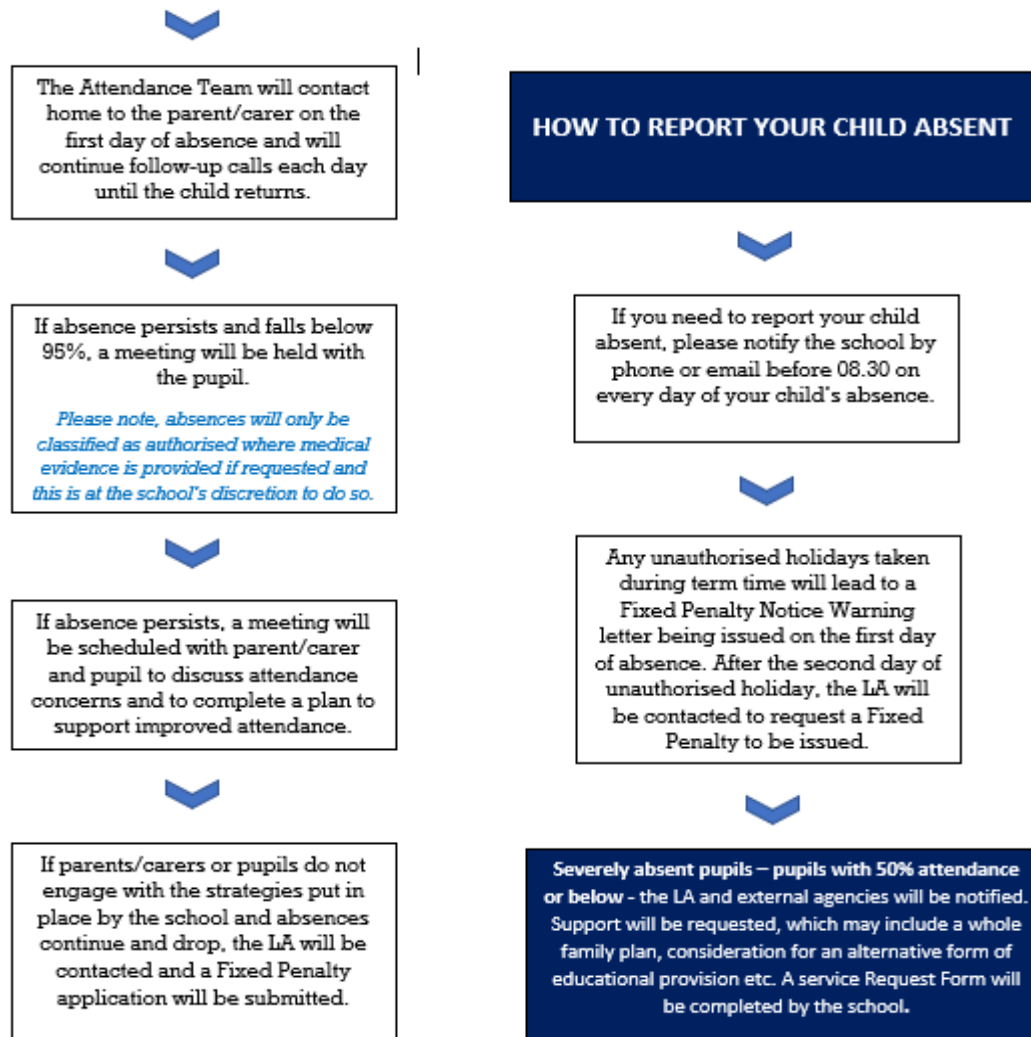 The Attendance Team will contact
home to the parent/carer on the
first day of absence and will
continue follow-up calls each day
until the child returns.
If absence persists and falls below
95%, a meeting will be held with
the pupil.
Please note, absences will only be
classified as authorised where medical
evidence is provided if requested and
this is at the school's discretion to do so.
If absence persists, a meeting will
be scheduled with parent/carer
and pupil to discuss attendance
concerns and to complete a plan to
support improved attendance.
If parents/carers or pupils do not
engage with the strategies put in
place by the school and absences
continue and drop, the LA will be
contacted and a Fixed Penalty
application will be submitted.
HOW TO REPORT YOUR CHILD ABSENT
If you need to report your child
absent, please notify the school by
phone or email before 08.30 on
every day of your child's absence.
Any unauthorised holidays taken
during term time will lead to a
Fixed Penalty Notice Warning
letter being issued on the first day
of absence. After the second day of
unauthorised holiday, the LA will
be contacted to request a Fixed
Penalty to be issued.
Severely absent pupils – pupils with 50% attendance
or below - the LA and external agencies will be notified.
Support will be requested, which may include a whole
family plan, consideration for an alternative form of
educational provision etc. A service Request Form will
be completed by the school.